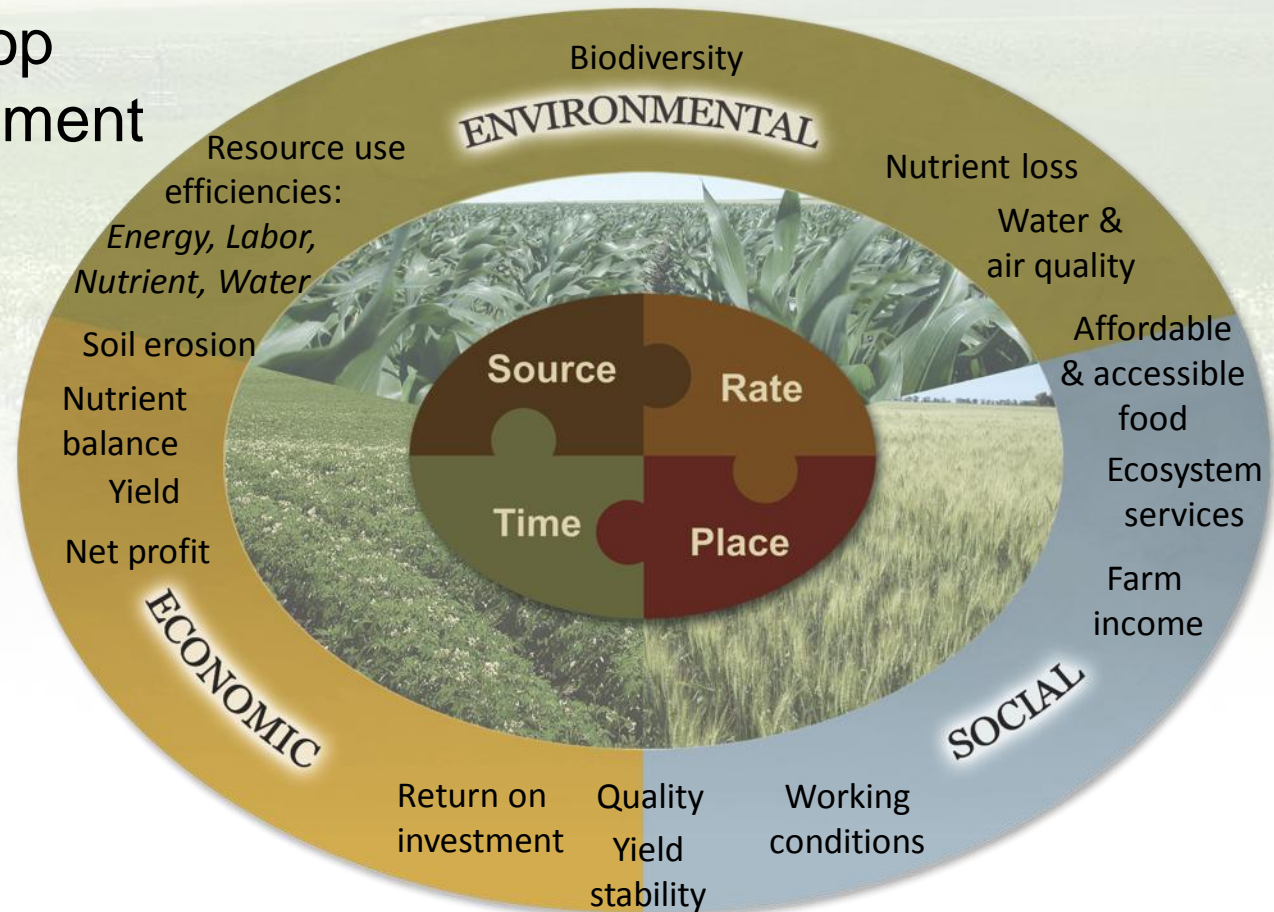 op
ment
Biodiversity
ENVIRONMENTAL
Resource use
efficiencies:
Energy, Labor,
Nutrient, Water
Nutrient loss
Water &
air quality
Soil erosion
Nutrient
balance
Yield
Net profit
ECONOMIC
Source
Rate
Time
Place
Affordable
& accessible
food
Ecosystem
services
Farm
income
SOCIAL
Return on
investment
Quality
Yield
stability
Working
conditions